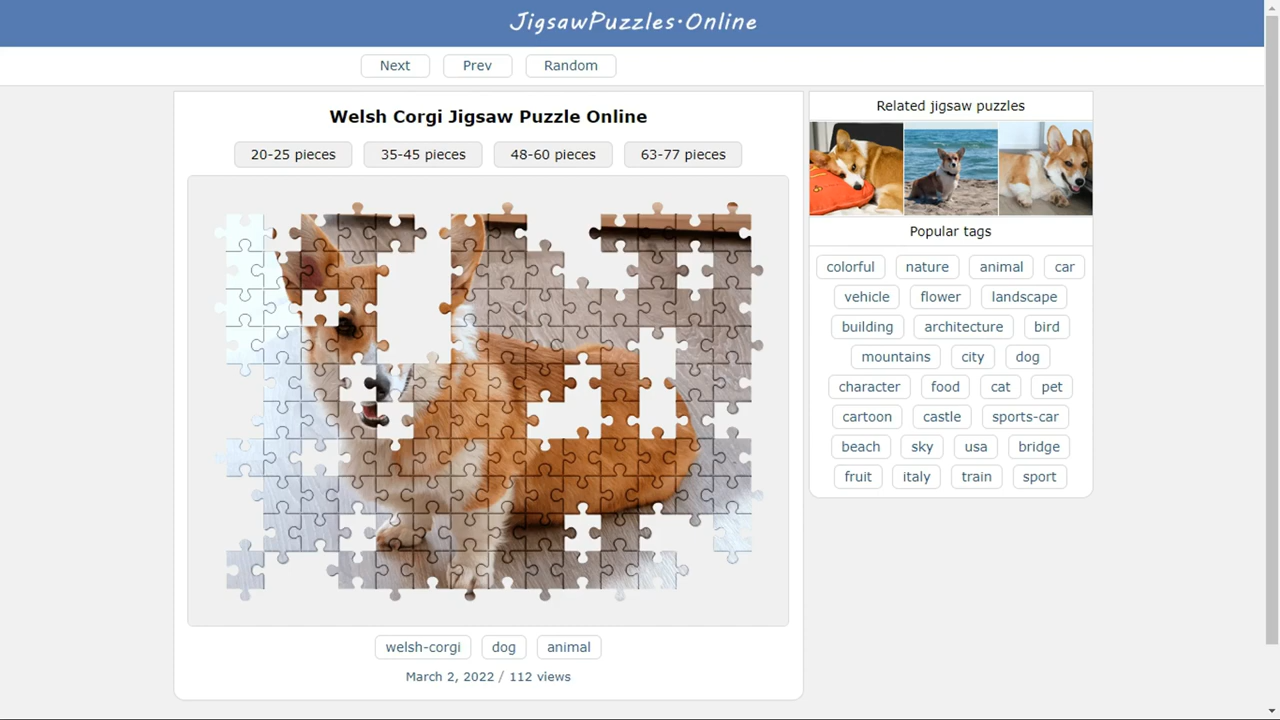 JigsawPuzzles·Online
Next Prev Random
Welsh Corgi Jigsaw Puzzle Online
20-25 pieces 35-45 pieces 48-60 pieces 63-77 pieces
welsh-corgi dog animal
March 2, 2022 / 112 views
Related jigsaw puzzles
Popular tags
colorful nature animal car
vehicle flower landscape
building architecture bird
mountains city dog
character food cat pet
cartoon castle sports-car
beach sky usa bridge
fruit italy train sport